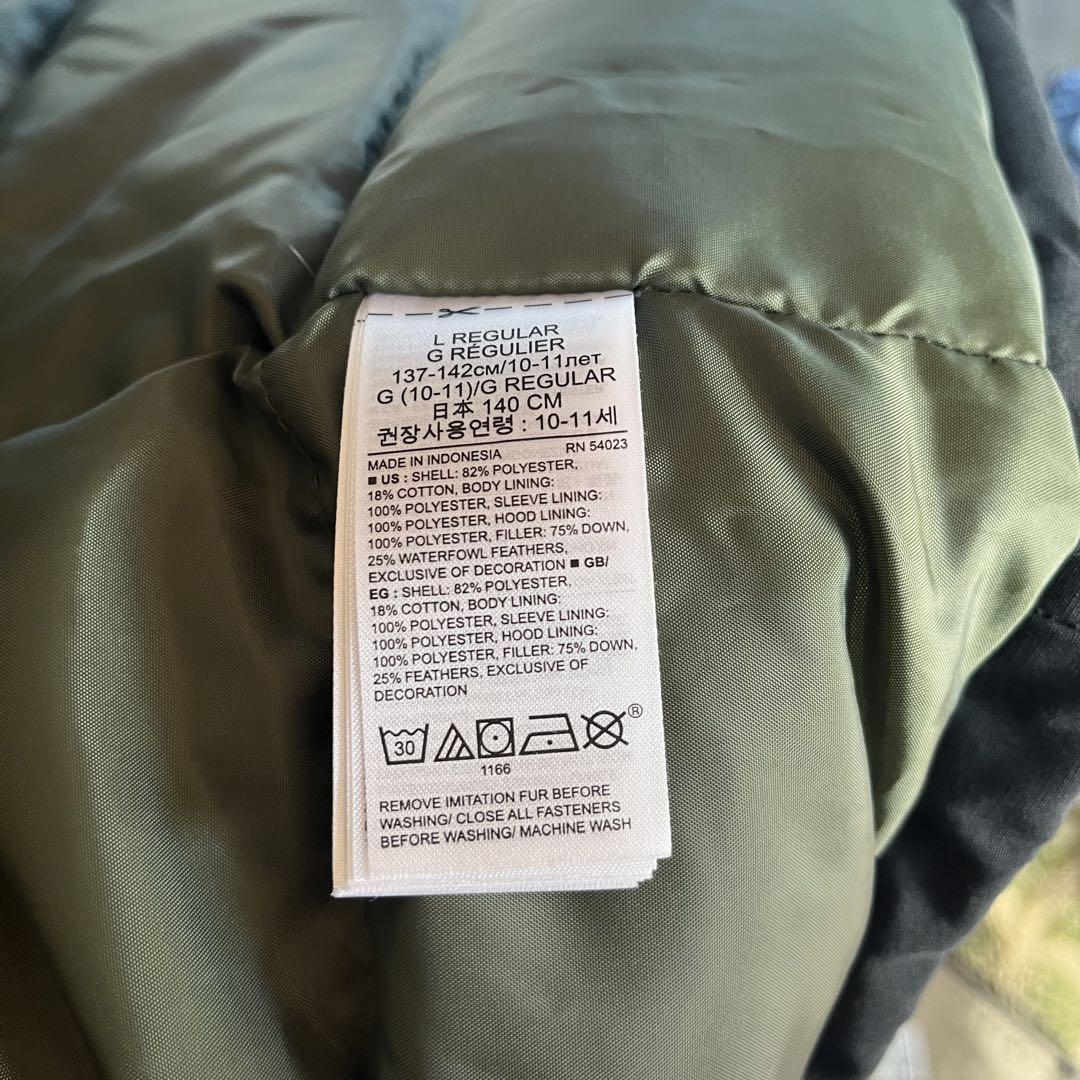 L REGULAR
G RÉGULIER
137-142см/10-11лет
G (10-11)/G REGULAR
日本 140 CM
권장사용연령 : 10-11세
MADE IN INDONESIA RN 54023
■ US : SHELL: 82% POLYESTER,
18% COTTON, BODY LINING:
100% POLYESTER, SLEEVE LINING:
100% POLYESTER, HOOD LINING:
100% POLYESTER, FILLER: 75% DOWN,
25% WATERFOWL FEATHERS,
EXCLUSIVE OF DECORATION ■ GB/
EG : SHELL: 82% POLYESTER,
18% COTTON, BODY LINING:
100% POLYESTER, SLEEVE LINING:
100% POLYESTER, HOOD LINING:
100% POLYESTER, FILLER: 75% DOWN,
25% FEATHERS, EXCLUSIVE OF
DECORATION
30 ®
1166
REMOVE IMITATION FUR BEFORE
WASHING/ CLOSE ALL FASTENERS
BEFORE WASHING/ MACHINE WASH